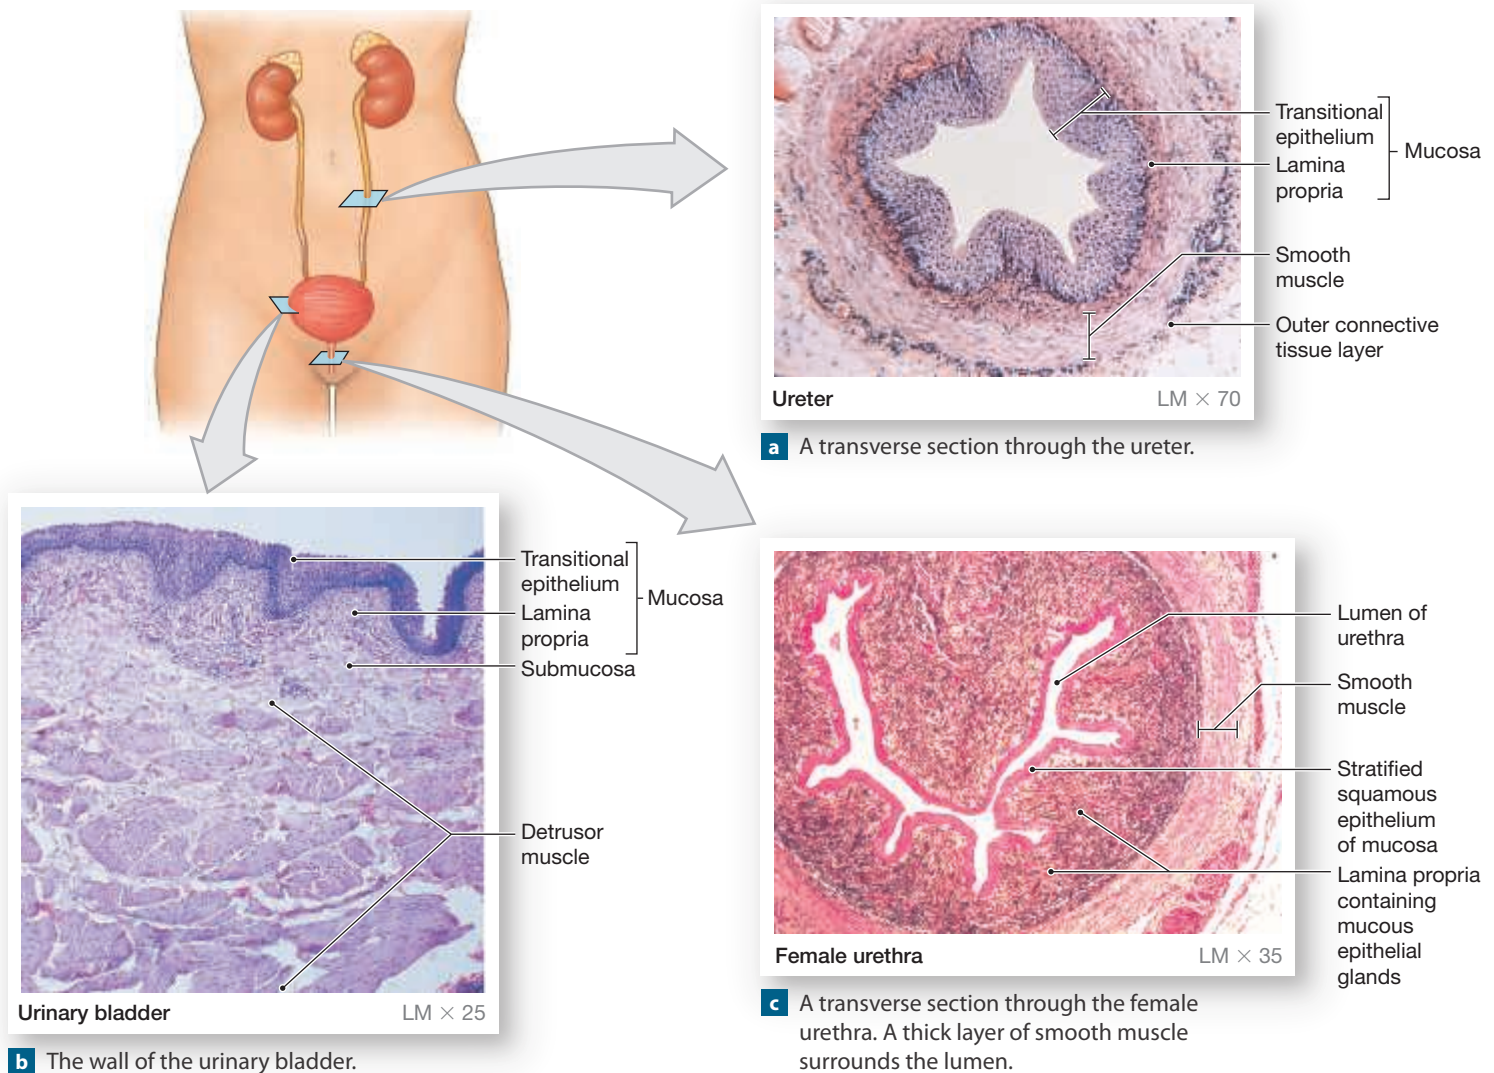 Transitional
epithelium
Lamina
propria
Mucosa
Smooth
muscle
Outer connective
tissue layer
Ureter LM × 70
a A transverse section through the ureter.
Transitional
epithelium
Lamina
propria
Mucosa
Submucosa
Detrusor
muscle
Urinary bladder LM × 25
b The wall of the urinary bladder.
Lumen of
urethra
Smooth
muscle
Stratified
squamous
epithelium
of mucosa
Lamina propria
containing
mucous
epithelial
glands
Female urethra LM × 35
c A transverse section through the female
urethra. A thick layer of smooth muscle
surrounds the lumen.